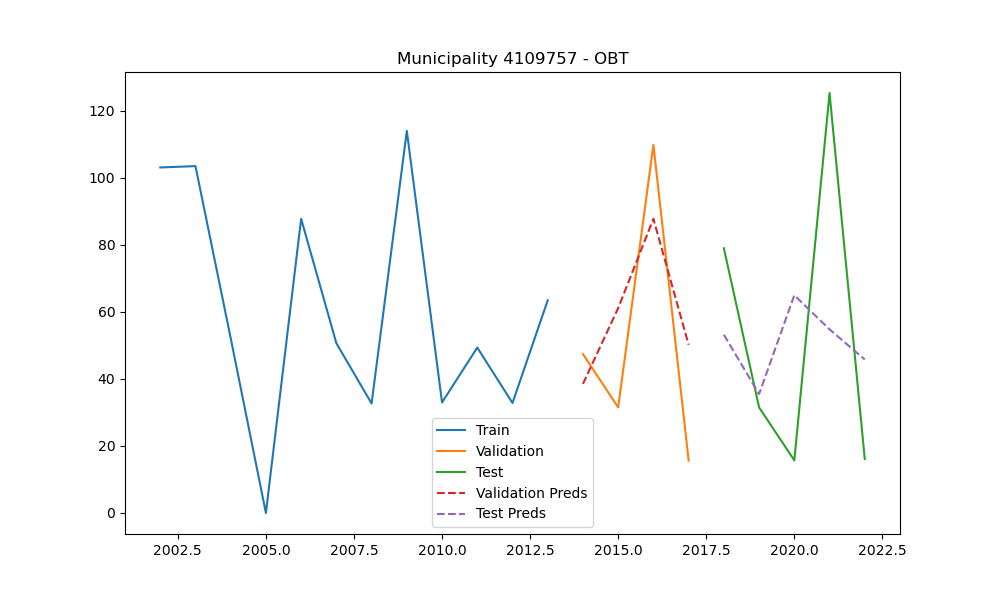 Municipality 4109757 - OBT
120
100
80
60
40
20
0
Train
Validation
Test
Validation Preds
Test Preds
2002.5 2005.0 2007.5 2010.0 2012.5 2015.0 2017.5 2020.0 2022.5